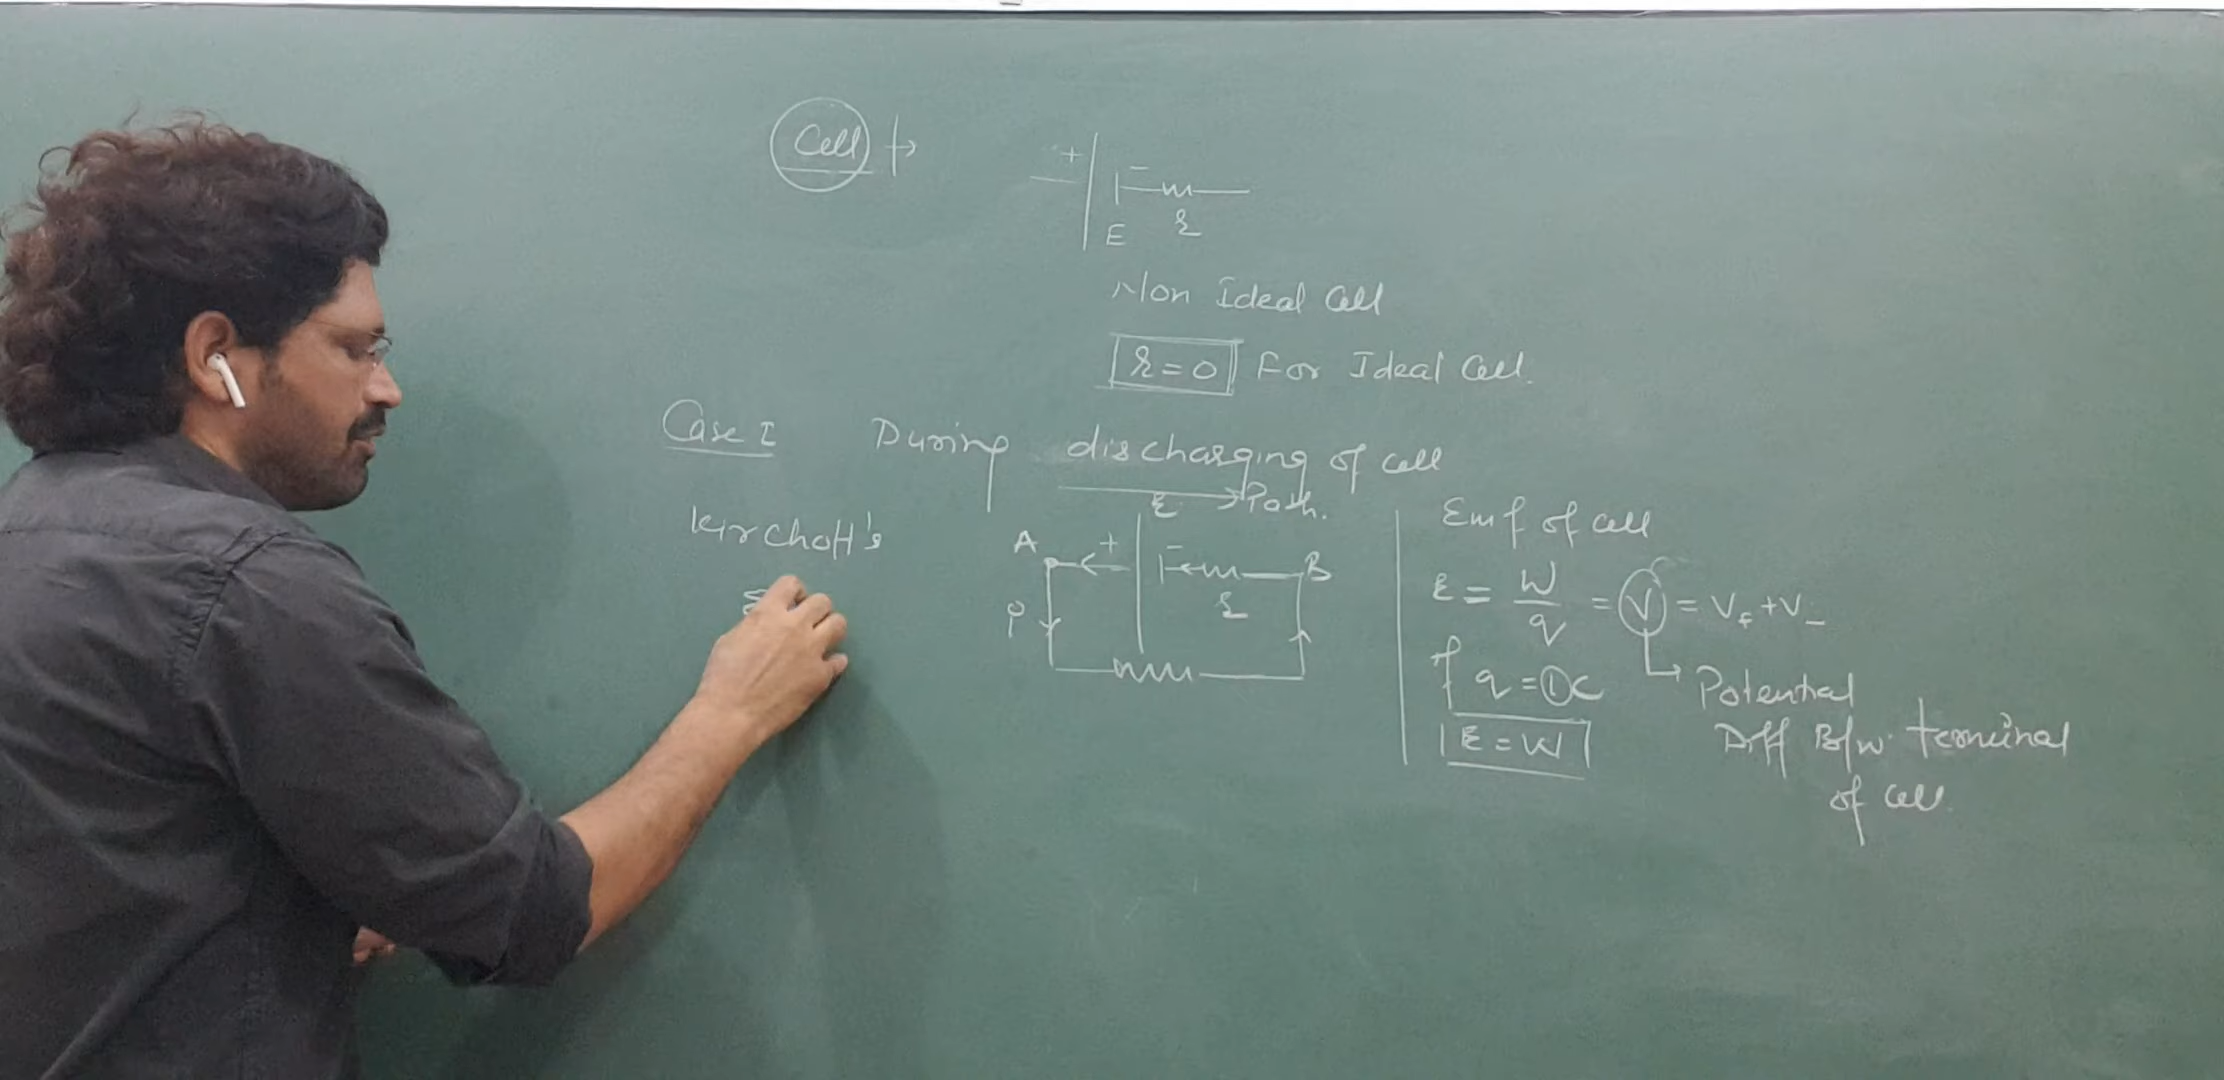 Cell
+ -
E r
Non Ideal Cell
r = 0 For Ideal Cell.
Case I During discharging of cell
ε Path.
Kirchoff's
A + - B
r
Emf of cell
ε = W/q = V = V₊ + V₋
If q = 1 C
E = W
Potential
Diff B/w terminal
of cell.